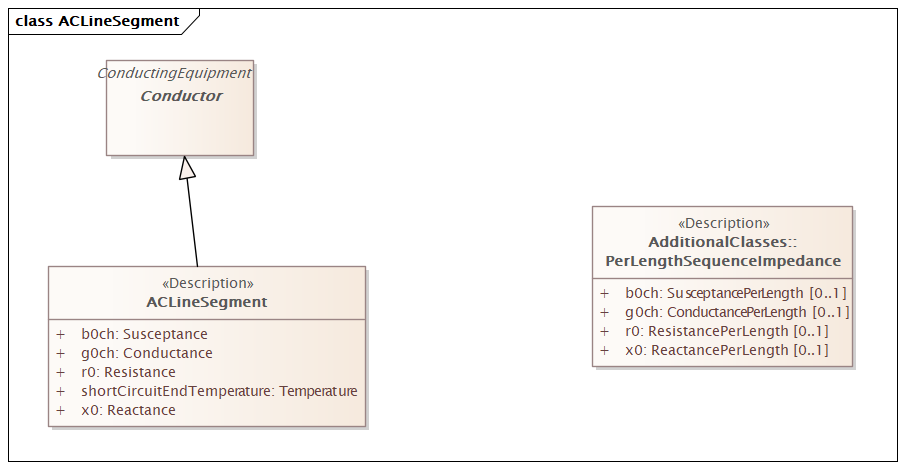 class ACLineSegment
ConductingEquipment
Conductor
«Description»
ACLineSegment
+ b0ch: Susceptance
+ g0ch: Conductance
+ r0: Resistance
+ shortCircuitEndTemperature: Temperature
+ x0: Reactance
«Description»
AdditionalClasses::
PerLengthSequenceImpedance
+ b0ch: SusceptancePerLength [0..1]
+ g0ch: ConductancePerLength [0..1]
+ r0: ResistancePerLength [0..1]
+ x0: ReactancePerLength [0..1]